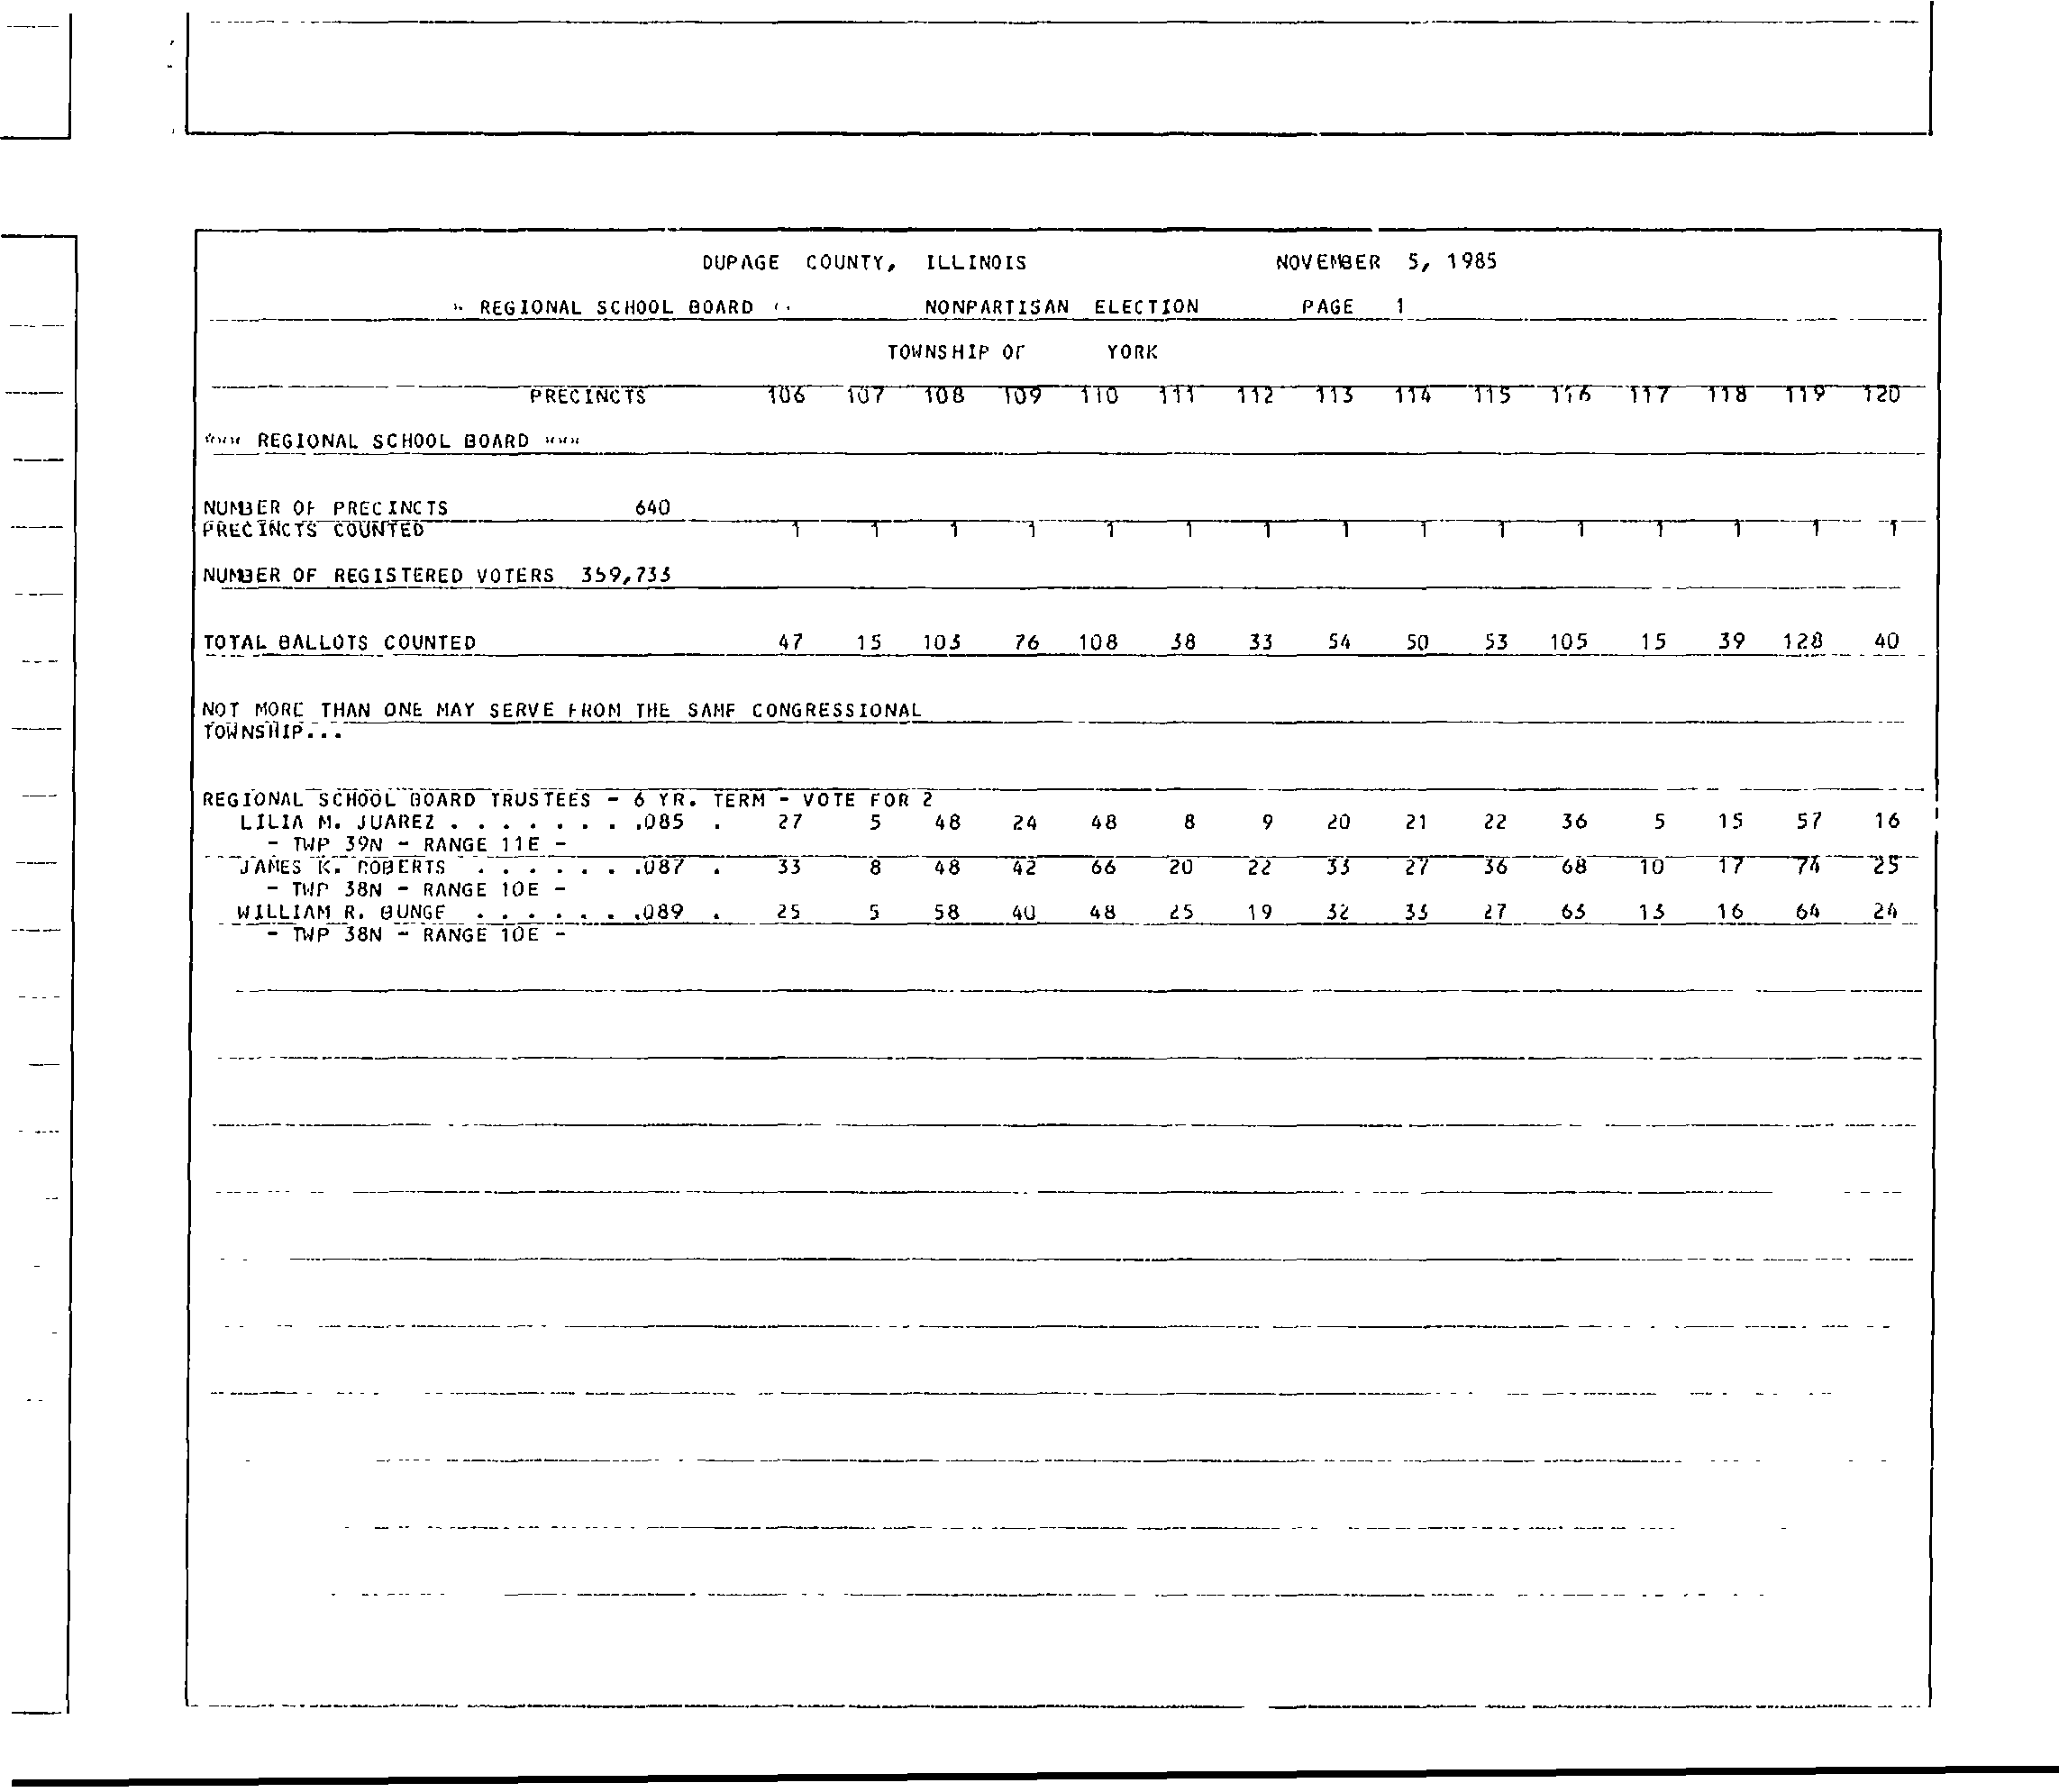 DUPAGE COUNTY, ILLINOIS NOVEMBER 5, 1985
* REGIONAL SCHOOL BOARD * NONPARTISAN ELECTION PAGE 1
TOWNSHIP OF YORK
PRECINCTS 106 107 108 109 110 111 112 113 114 115 116 117 118 119 120
*** REGIONAL SCHOOL BOARD ***
NUMBER OF PRECINCTS 640
PRECINCTS COUNTED 1 1 1 1 1 1 1 1 1 1 1 1 1 1 1
NUMBER OF REGISTERED VOTERS 359,733
TOTAL BALLOTS COUNTED 47 15 103 76 108 38 33 54 50 53 105 15 39 128 40
NOT MORE THAN ONE MAY SERVE FROM THE SAME CONGRESSIONAL
TOWNSHIP...
REGIONAL SCHOOL BOARD TRUSTEES - 6 YR. TERM - VOTE FOR 2
LILIA M. JUAREZ . . . . . . . .085 . 27 5 48 24 48 8 9 20 21 22 36 5 15 57 16
- TWP 39N - RANGE 11E -
JAMES K. ROBERTS . . . . . . .087 . 33 8 48 42 66 20 22 33 27 36 68 10 17 74 25
- TWP 38N - RANGE 10E -
WILLIAM R. BUNGE . . . . . . .089 . 25 5 58 40 48 25 19 32 33 27 63 13 16 64 24
- TWP 38N - RANGE 10E -